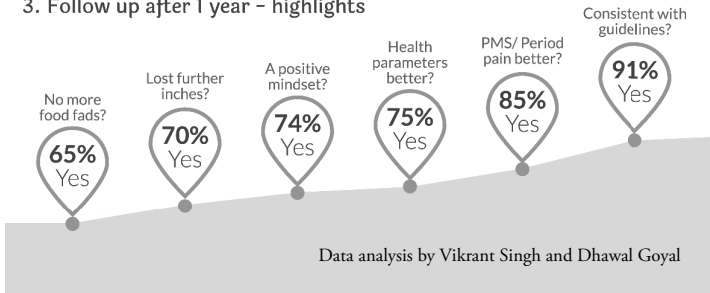 3. Follow up after 1 year – highlights
No more
food fads?
65%
Yes
Lost further
inches?
70%
Yes
A positive
mindset?
74%
Yes
Health
parameters
better?
75%
Yes
PMS/ Period
pain better?
85%
Yes
Consistent with
guidelines?
91%
Yes
Data analysis by Vikrant Singh and Dhawal Goyal